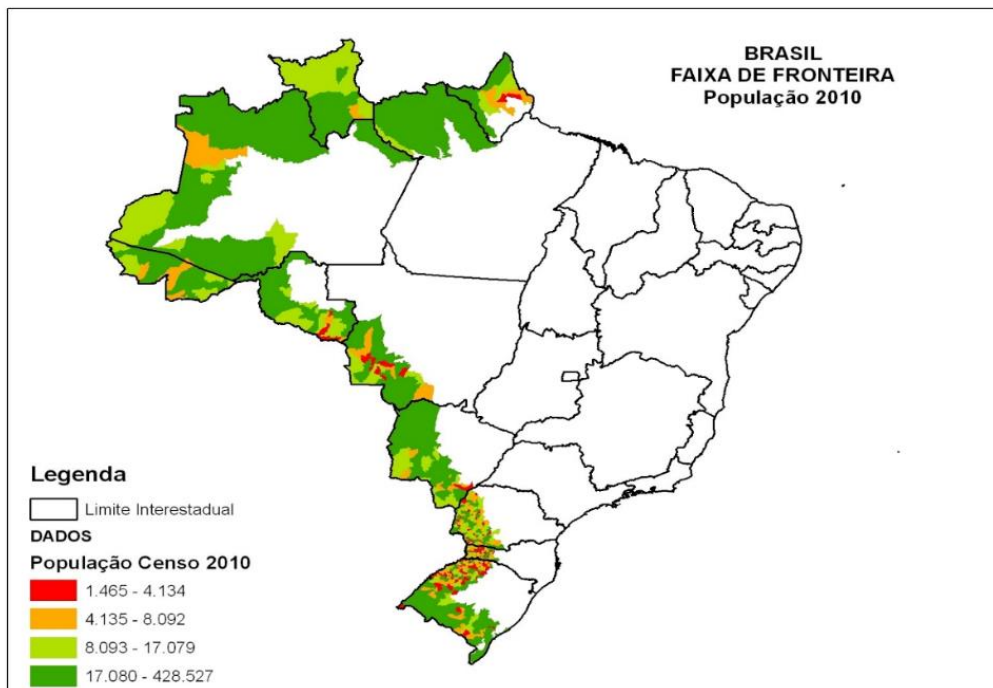 BRASIL
FAIXA DE FRONTEIRA
População 2010
Legenda
Limite Interestadual
DADOS
População Censo 2010
1.465 - 4.134
4.135 - 8.092
8.093 - 17.079
17.080 - 428.527